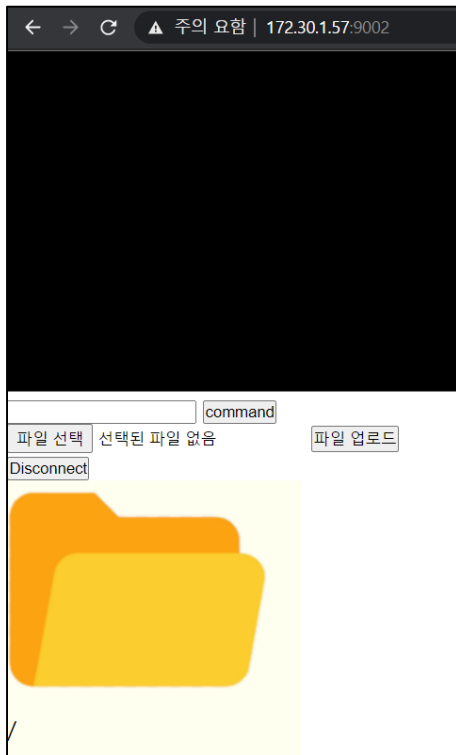 주의 요함 | 172.30.1.57:9002
command
파일 선택 선택된 파일 없음 파일 업로드
Disconnect
/